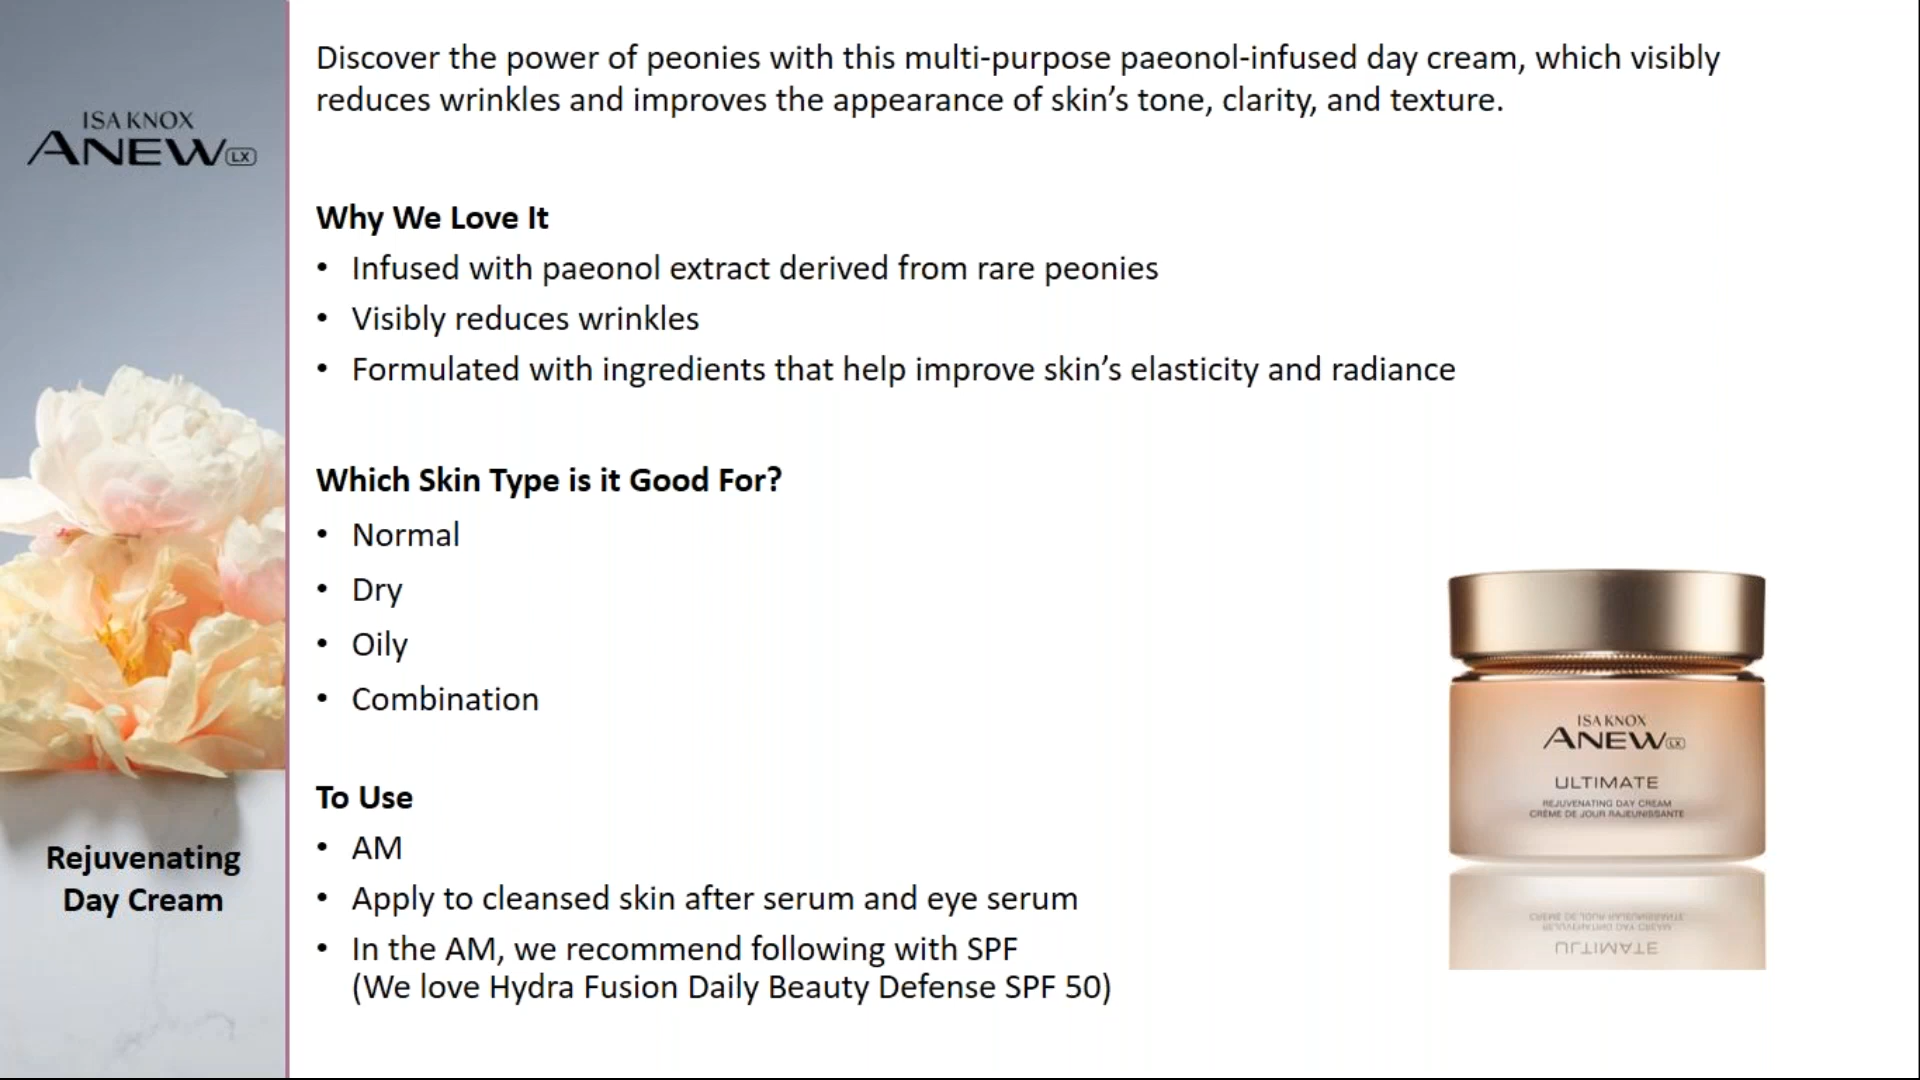 ISA KNOX
ANEW LX
Rejuvenating
Day Cream
Discover the power of peonies with this multi-purpose paeonol-infused day cream, which visibly
reduces wrinkles and improves the appearance of skin’s tone, clarity, and texture.
Why We Love It
• Infused with paeonol extract derived from rare peonies
• Visibly reduces wrinkles
• Formulated with ingredients that help improve skin’s elasticity and radiance
Which Skin Type is it Good For?
• Normal
• Dry
• Oily
• Combination
To Use
• AM
• Apply to cleansed skin after serum and eye serum
• In the AM, we recommend following with SPF
(We love Hydra Fusion Daily Beauty Defense SPF 50)
ISA KNOX
ANEW LX
ULTIMATE
REJUVENATING DAY CREAM
CRÈME DE JOUR RAJEUNISSANTE